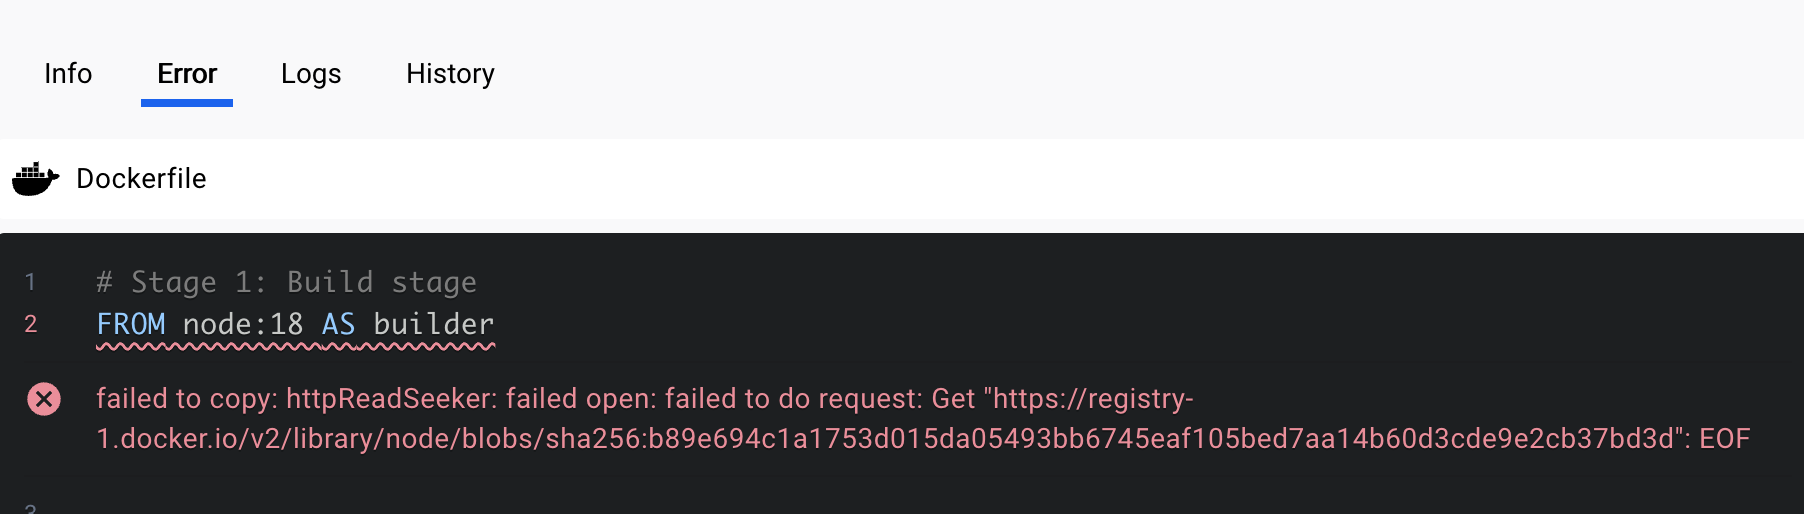 Info Error Logs History
Dockerfile
1 # Stage 1: Build stage
2 FROM node:18 AS builder
failed to copy: httpReadSeeker: failed open: failed to do request: Get "https://registry-
1.docker.io/v2/library/node/blobs/sha256:b89e694c1a1753d015da05493bb6745eaf105bed7aa14b60d3cde9e2cb37bd3d": EOF
3